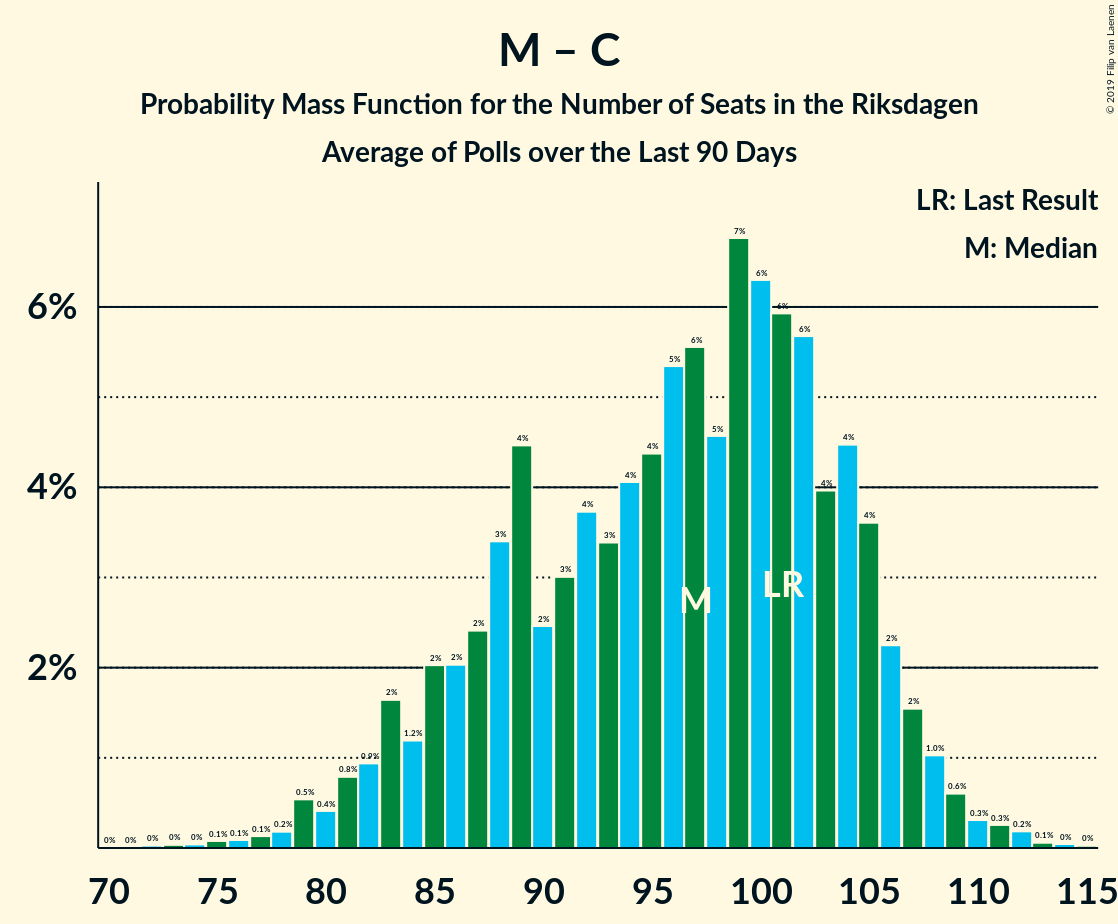 M – C
Probability Mass Function for the Number of Seats in the Riksdagen
Average of Polls over the Last 90 Days
© 2019 Filip van Laenen
LR: Last Result
M: Median
6%
4%
2%
0% 0% 0% 0% 0% 0.1% 0.1% 0.1% 0.2% 0.5% 0.4% 0.8% 0.9% 2% 1.2% 2% 2% 2% 3% 4% 2% 3% 4% 3% 4% 4% 5% 6% 5% 7% 6% 6% 6% 4% 4% 4% 2% 2% 1.0% 0.6% 0.3% 0.3% 0.2% 0.1% 0% 0%
M LR
70 75 80 85 90 95 100 105 110 115